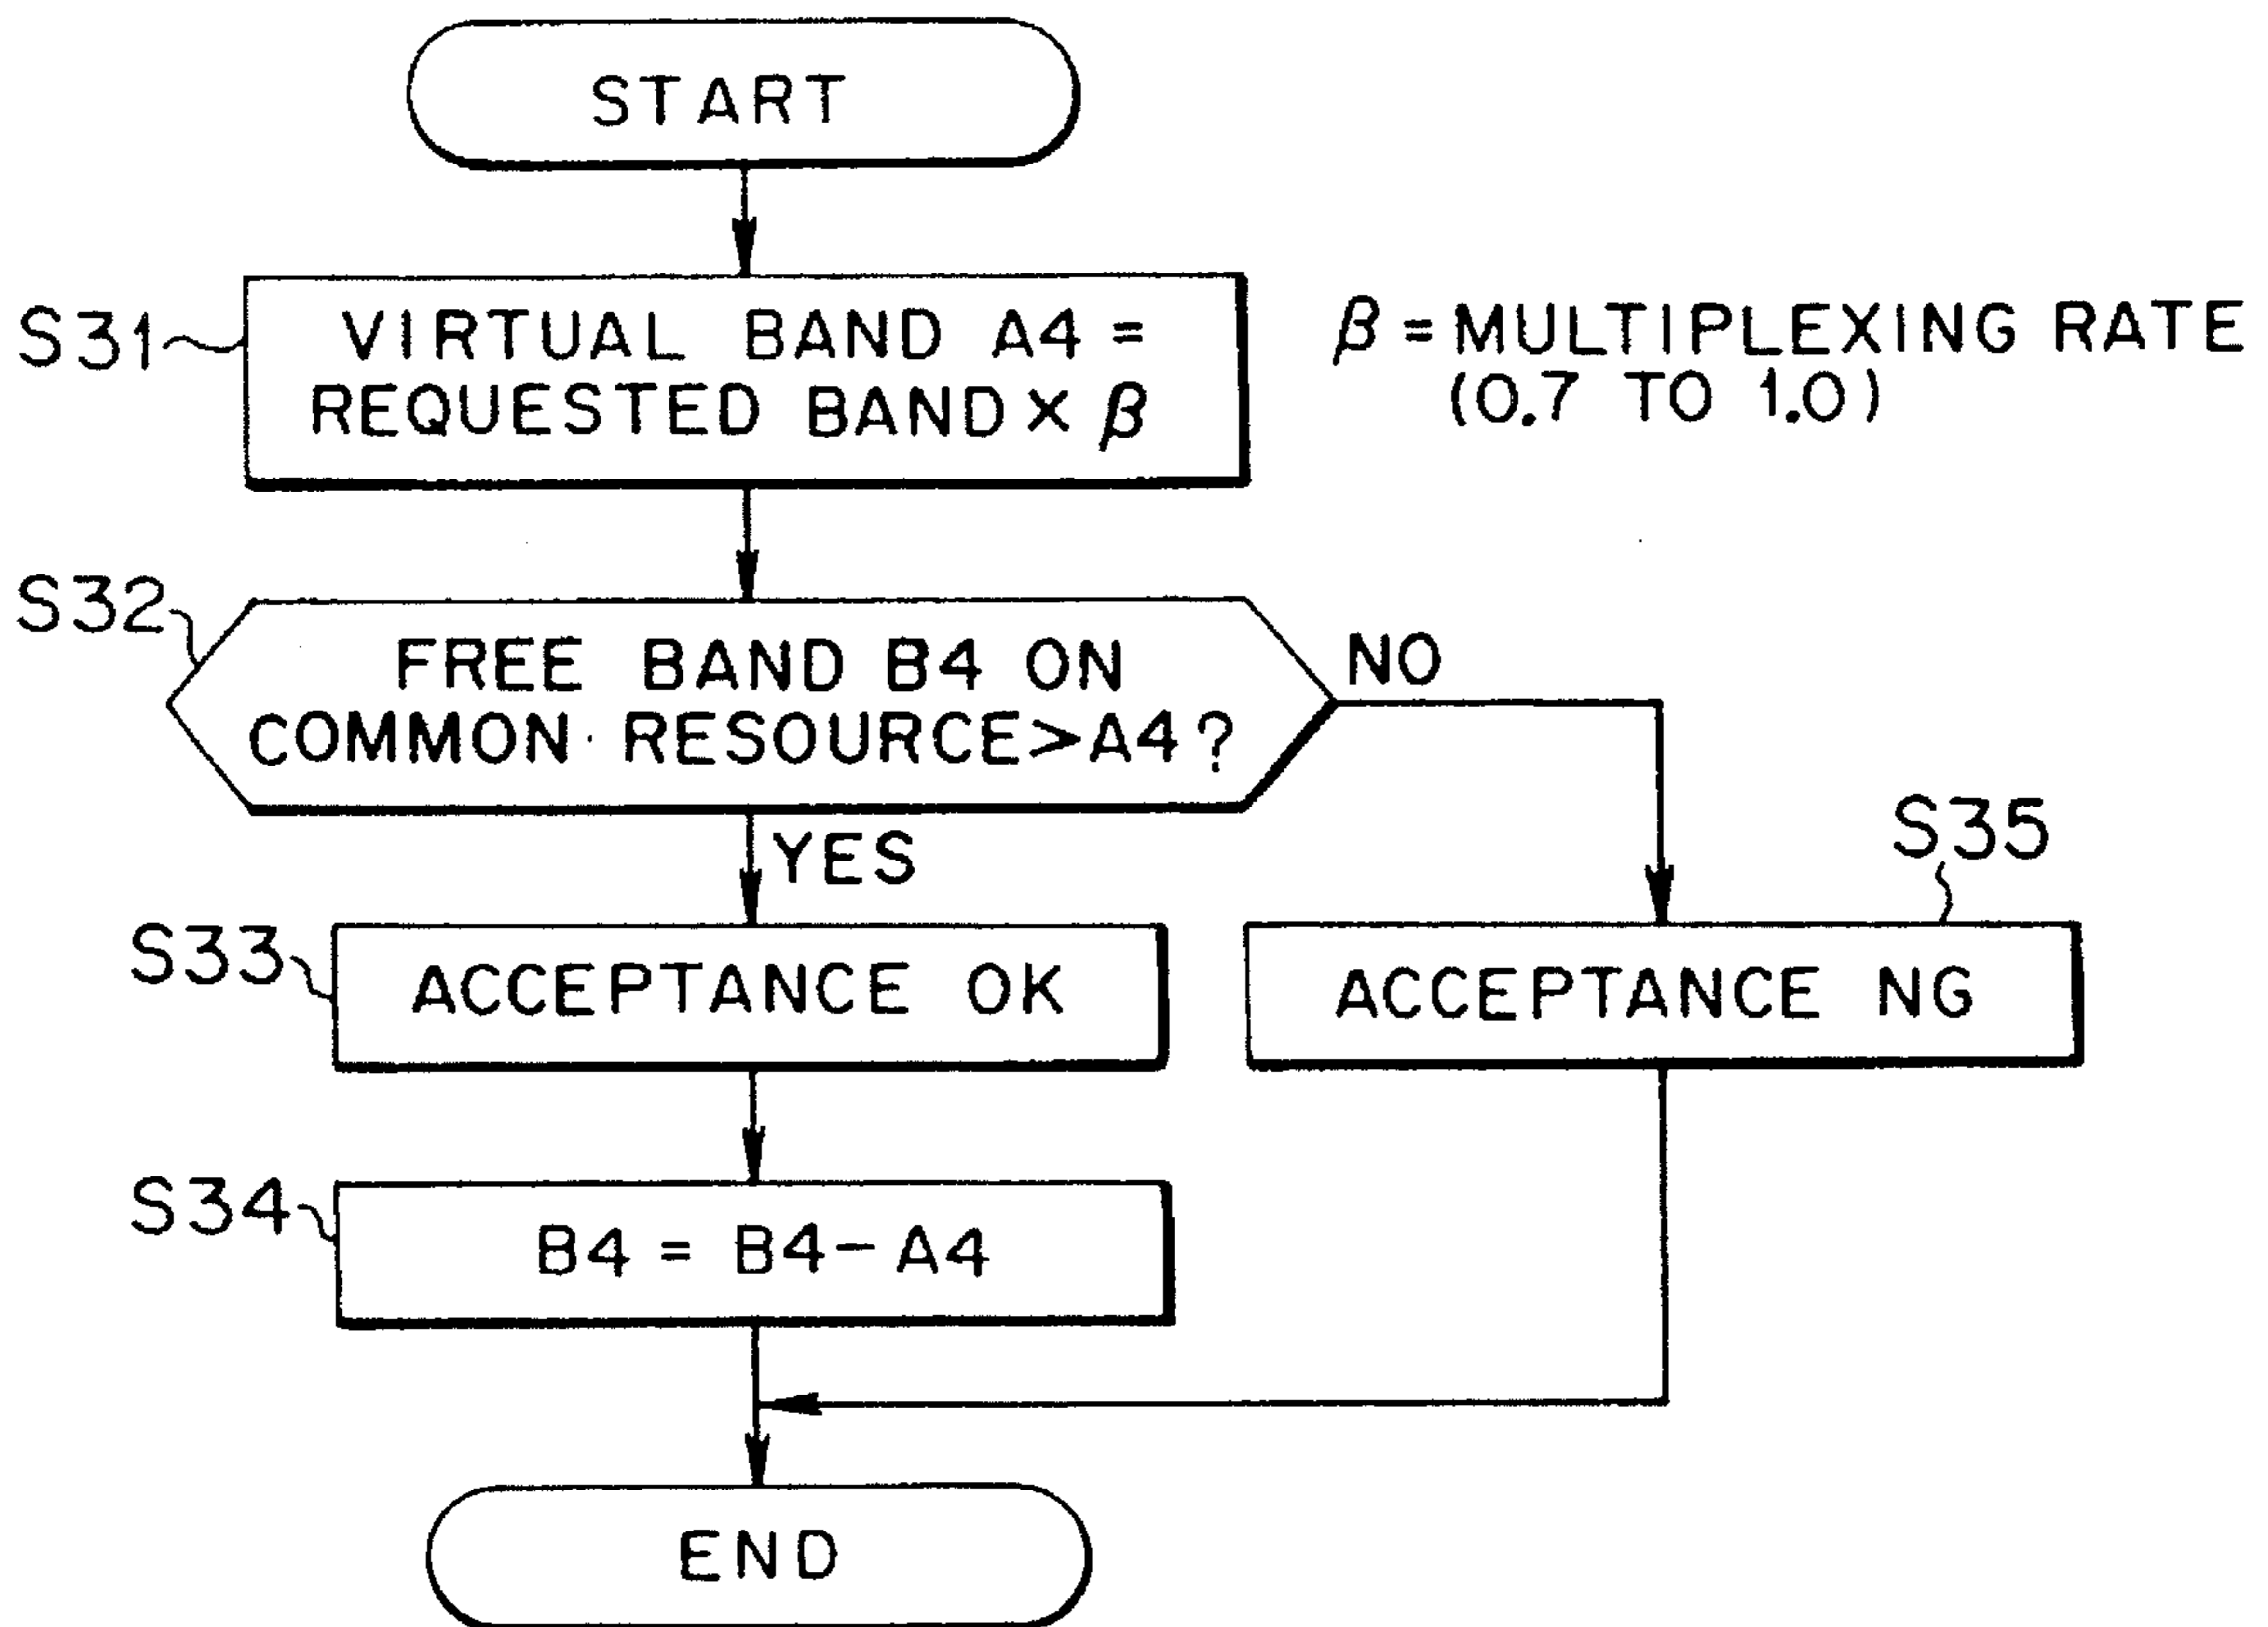 START
S31
VIRTUAL BAND A4 =
REQUESTED BAND × β
β = MULTIPLEXING RATE
(0.7 TO 1.0)
S32
FREE BAND B4 ON
COMMON RESOURCE>A4?
NO
YES
S33
ACCEPTANCE OK
S35
ACCEPTANCE NG
S34
B4 = B4-A4
END